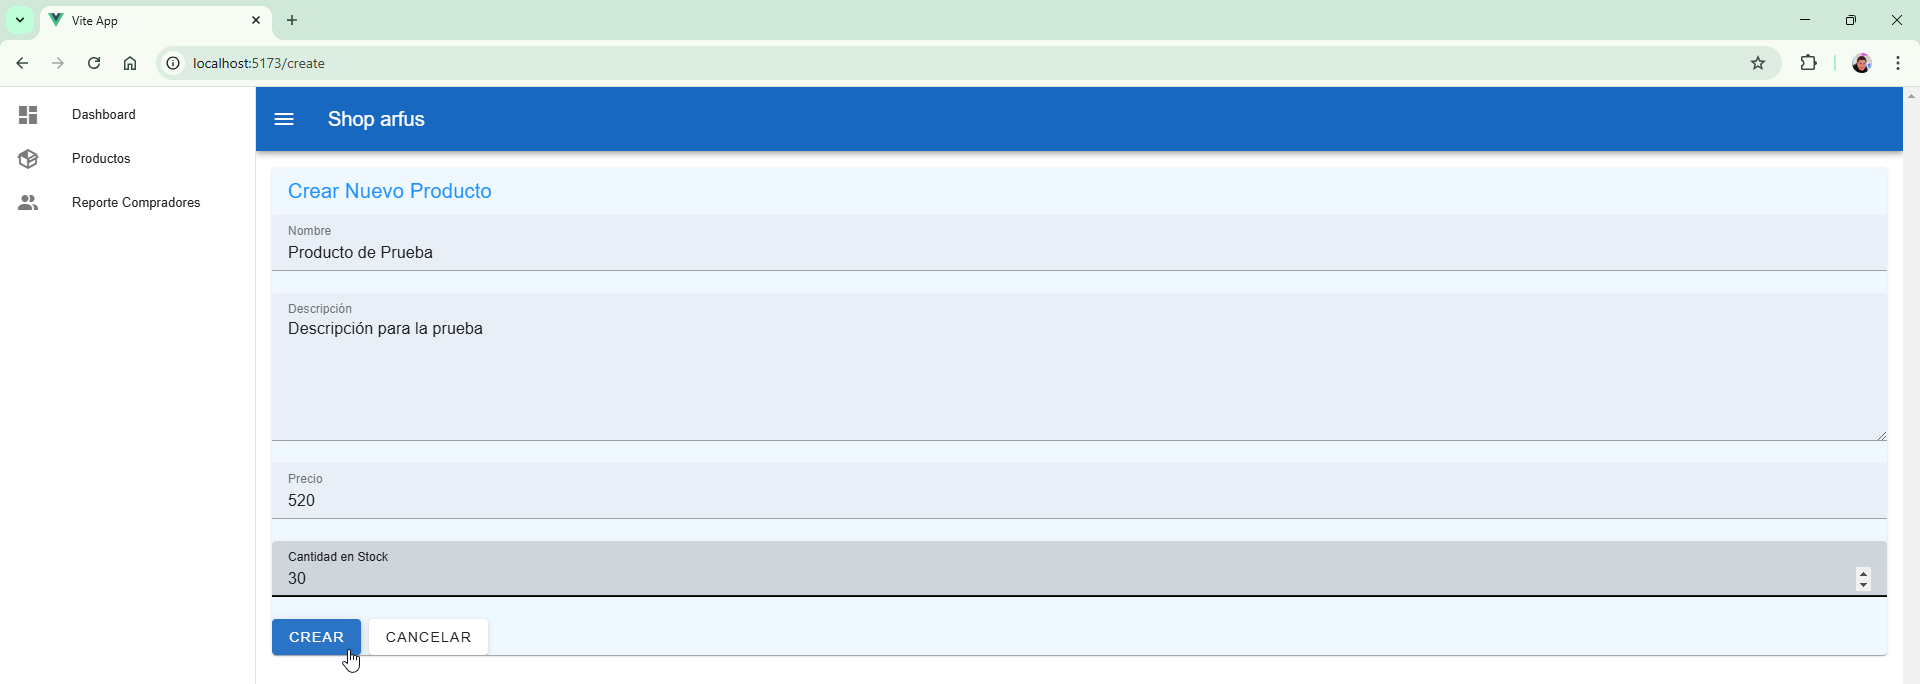 Vite App
localhost:5173/create
Dashboard
Productos
Reporte Compradores
Shop arfus
Crear Nuevo Producto
Nombre
Producto de Prueba
Descripción
Descripción para la prueba
Precio
520
Cantidad en Stock
30
CREAR
CANCELAR